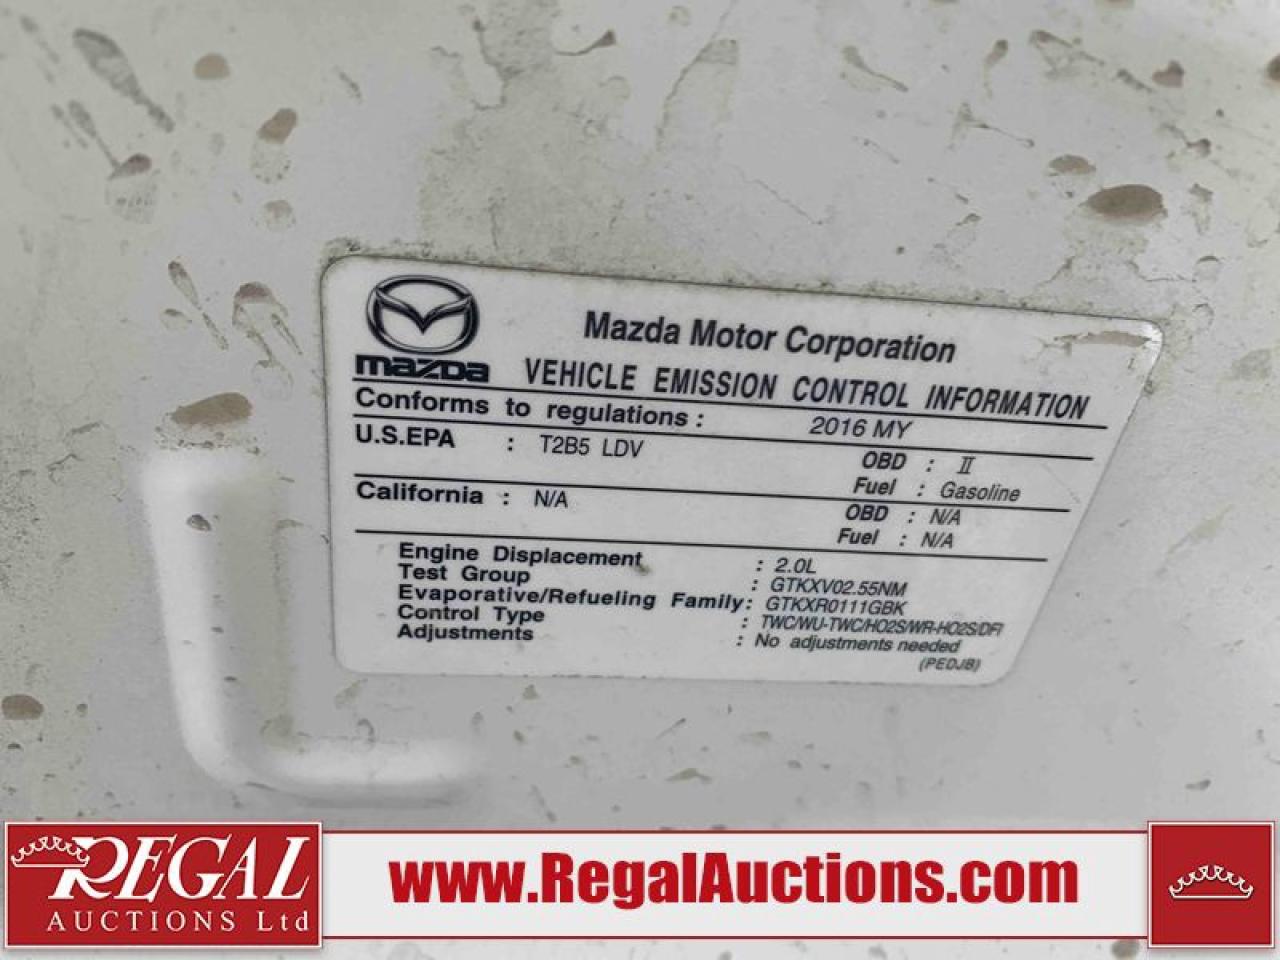 mazda
Mazda Motor Corporation
VEHICLE EMISSION CONTROL INFORMATION
Conforms to regulations : 2016 MY
U.S.EPA : T2B5 LDV OBD : II
Fuel : Gasoline
California : N/A OBD : N/A
Fuel : N/A
Engine Displacement : 2.0L
Test Group : GTKXV02.55NM
Evaporative/Refueling Family : GTKXR0111GBK
Control Type : TWC/WU-TWC/HO2S/WR-HO2S/DFI
Adjustments : No adjustments needed
(PEDJB)
REGAL
AUCTIONS Ltd
www.RegalAuctions.com